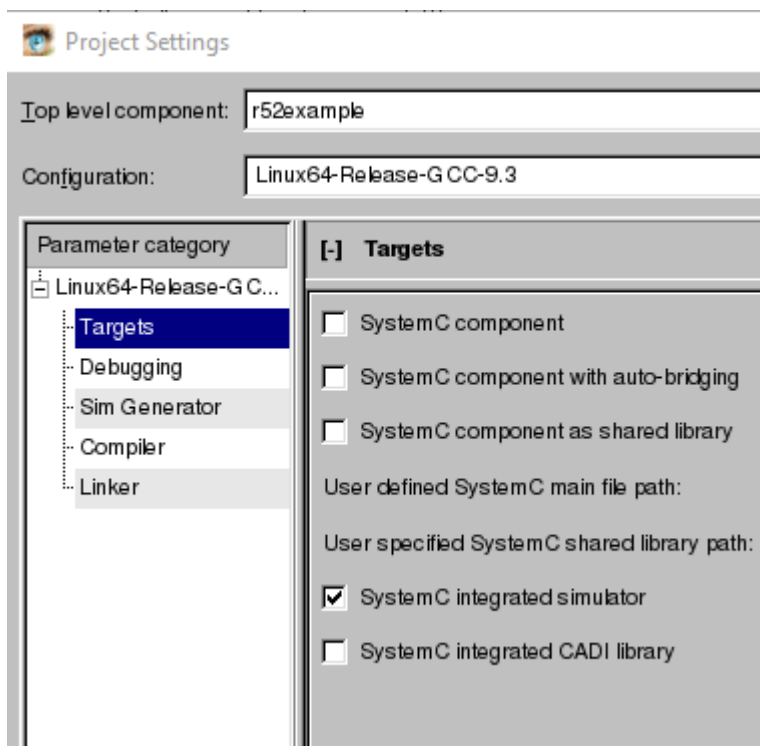 Project Settings
Top level component: r52example
Configuration: Linux64-Release-GCC-9.3
Parameter category
[-] Targets
Linux64-Release-GC...
Targets
Debugging
Sim Generator
Compiler
Linker
SystemC component
SystemC component with auto-bridging
SystemC component as shared library
User defined SystemC main file path:
User specified SystemC shared library path:
SystemC integrated simulator
SystemC integrated CADI library